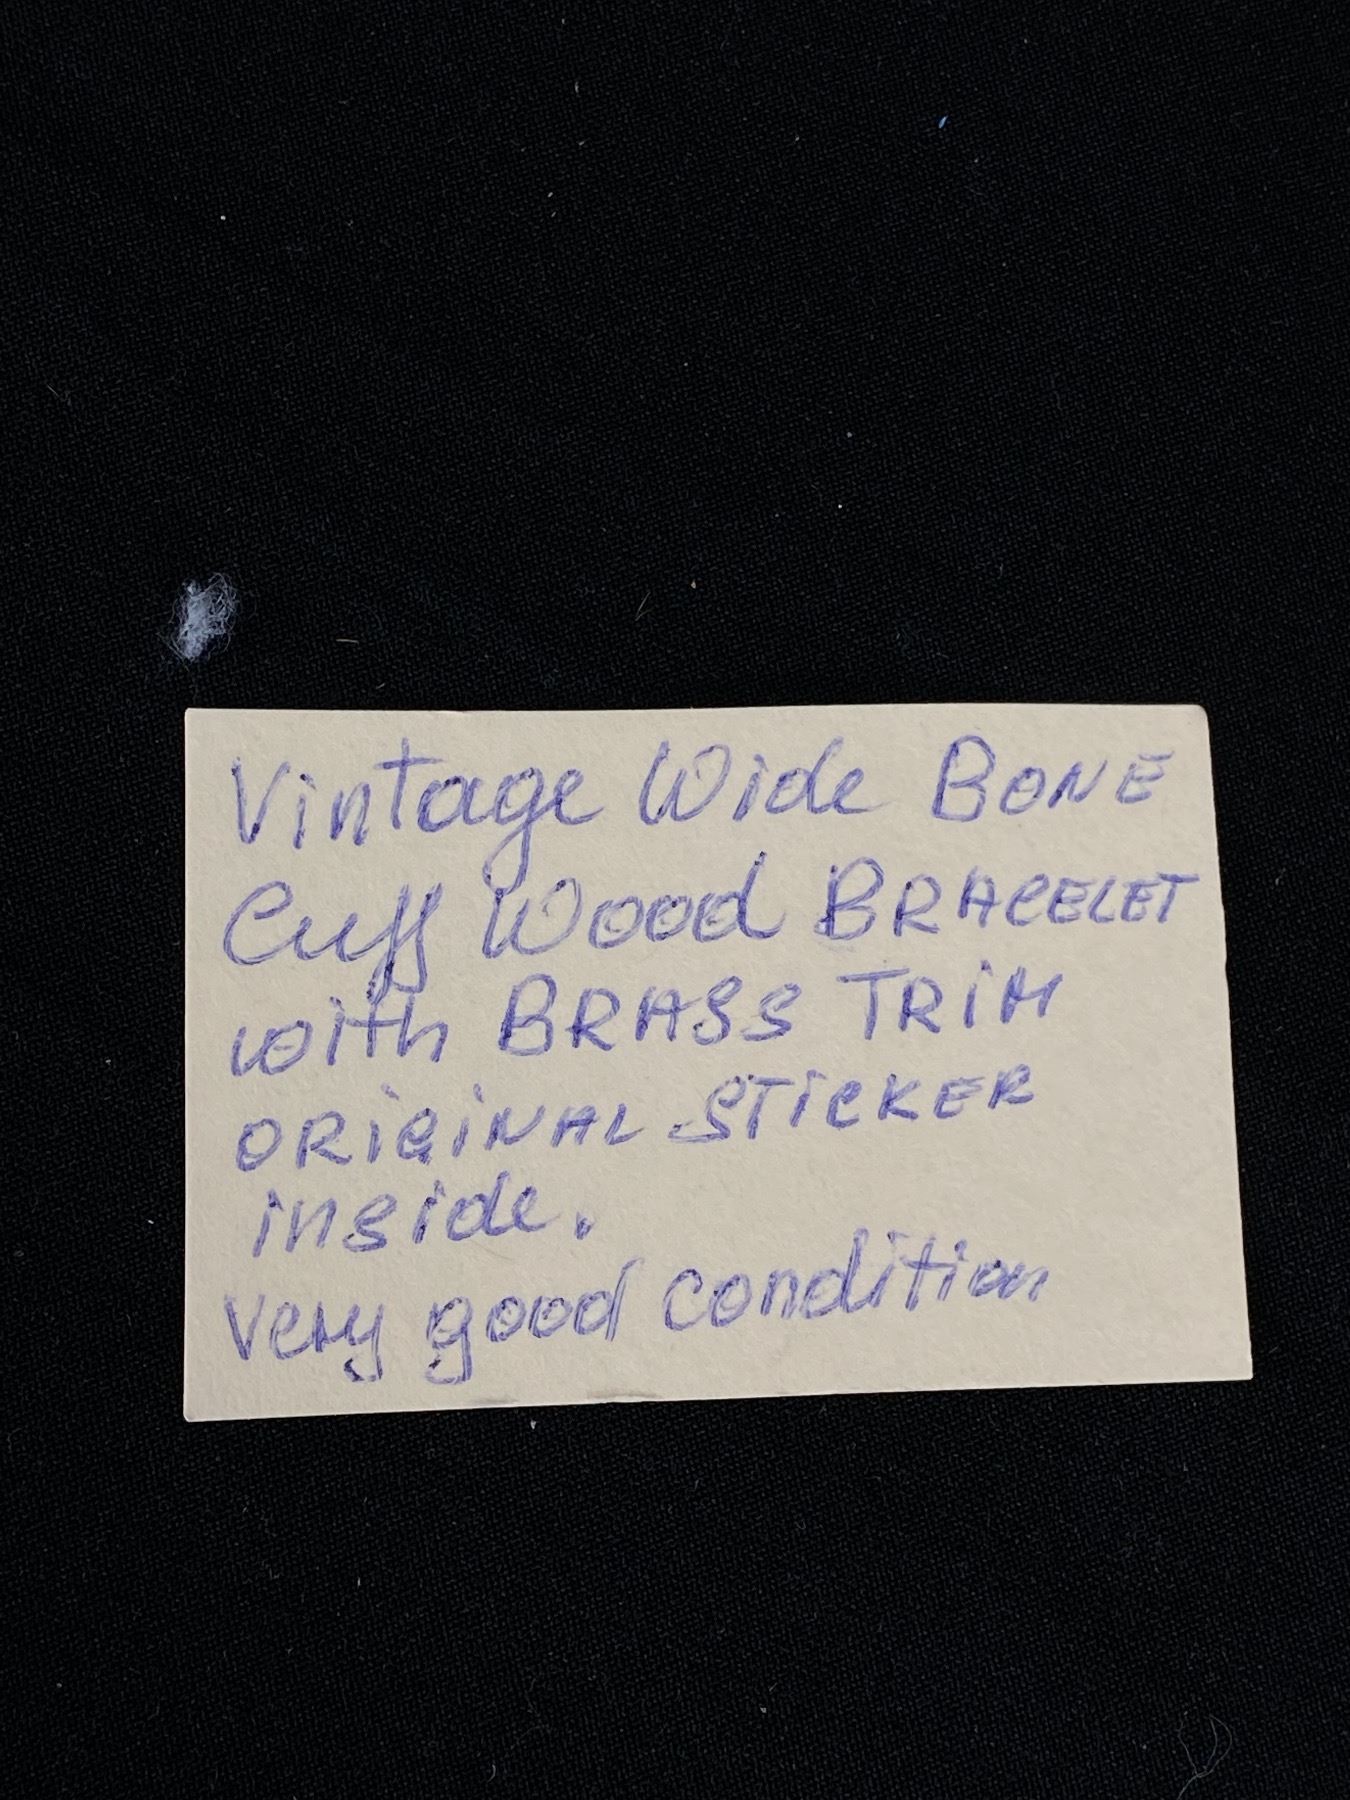 Vintage Wide BONE
Cuff Wood BRACELET
with BRASS TRiM
ORiGiNAL STiCKER
inside.
very good condition